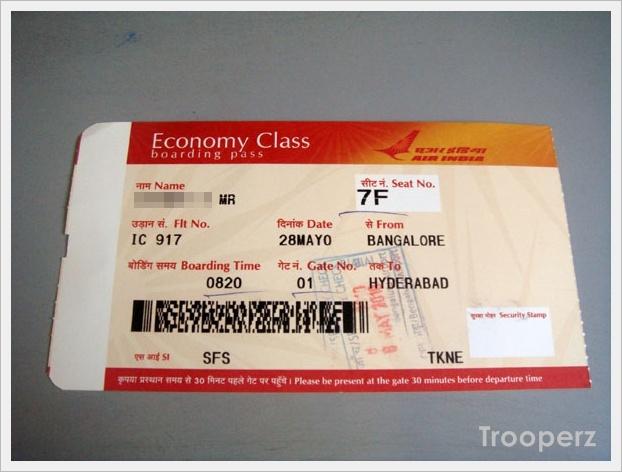 Economy Class
boarding pass
एअर इंडिया
AIR INDIA
नाम Name
MR
सीट नं. Seat No.
7F
उड़ान सं. Flt No.
दिनांक Date
से From
IC 917
28MAYO
BANGALORE
बोर्डिंग समय Boarding Time
गेट नं. Gate No.
तक To
0820
01
HYDERABAD
सुरक्षा मोहर Security Stamp
एस आई SI
SFS
TKNE
कृपया प्रस्थान समय से 30 मिनट पहले गेट पर पहुँचें। Please be present at the gate 30 minutes before departure time
Trooperz